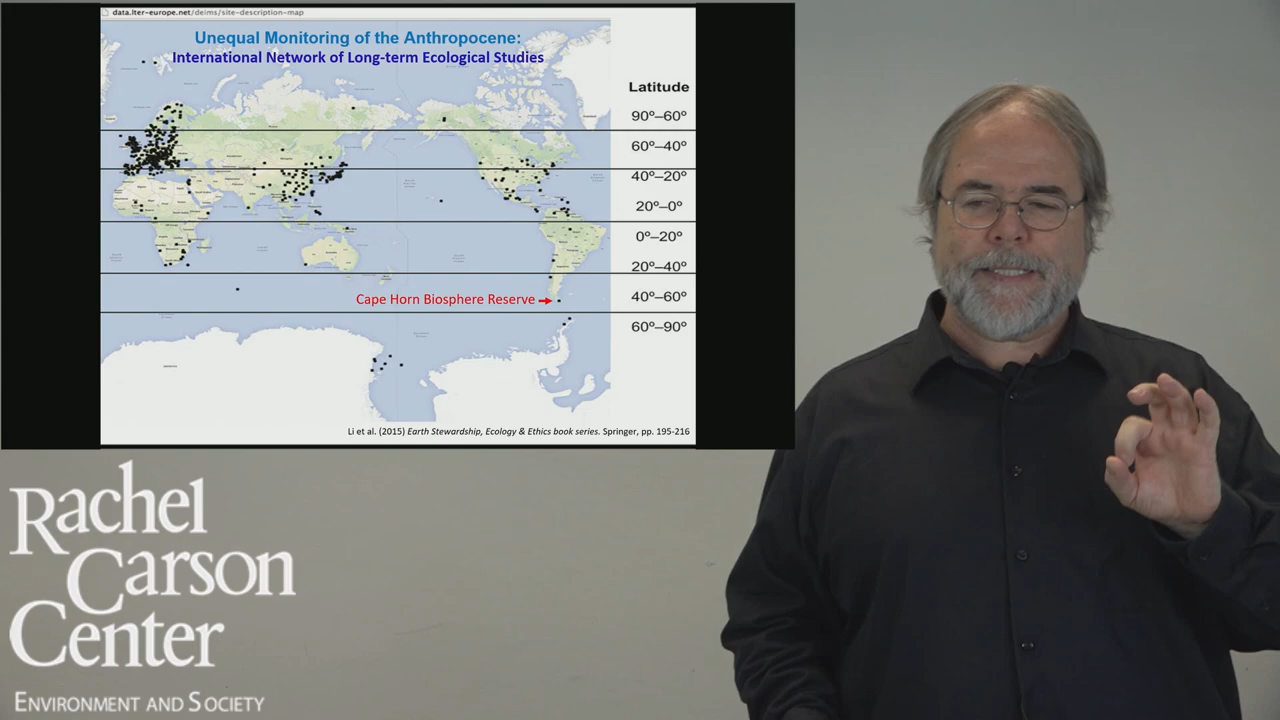 data.lter-europe.net/deims/site-description-map
Unequal Monitoring of the Anthropocene:
International Network of Long-term Ecological Studies
Latitude
90º–60º
60º–40º
40º–20º
20º–0º
0º–20º
20º–40º
40º–60º
60º–90º
Cape Horn Biosphere Reserve
Li et al. (2015) Earth Stewardship, Ecology & Ethics book series. Springer, pp. 195-216
Rachel
Carson
Center
Environment and Society